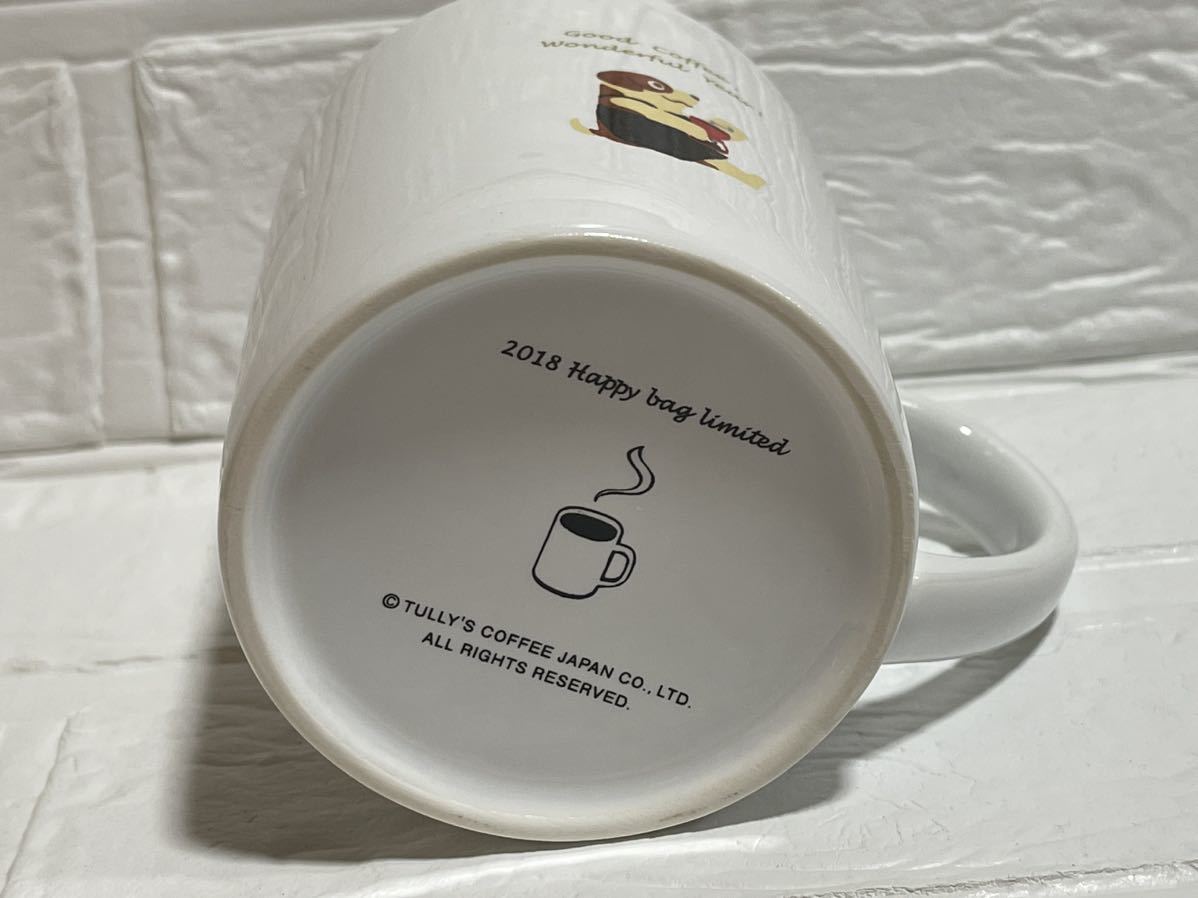 Good Coffee,
Wonderful Year.
2018 Happy bag limited
© TULLY'S COFFEE JAPAN CO., LTD.
ALL RIGHTS RESERVED.